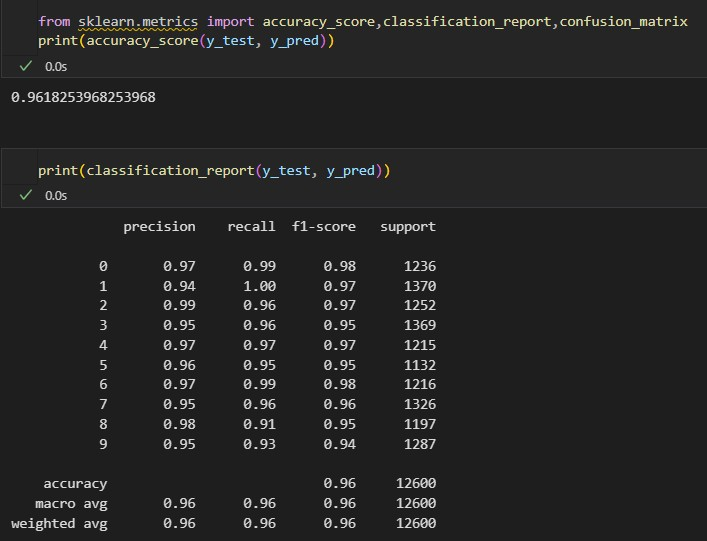 from sklearn.metrics import accuracy_score,classification_report,confusion_matrix
print(accuracy_score(y_test, y_pred))
0.0s
0.9618253968253968
print(classification_report(y_test, y_pred))
0.0s
precision recall f1-score support
0 0.97 0.99 0.98 1236
1 0.94 1.00 0.97 1370
2 0.99 0.96 0.97 1252
3 0.95 0.96 0.95 1369
4 0.97 0.97 0.97 1215
5 0.96 0.95 0.95 1132
6 0.97 0.99 0.98 1216
7 0.95 0.96 0.96 1326
8 0.98 0.91 0.95 1197
9 0.95 0.93 0.94 1287
accuracy 0.96 12600
macro avg 0.96 0.96 0.96 12600
weighted avg 0.96 0.96 0.96 12600